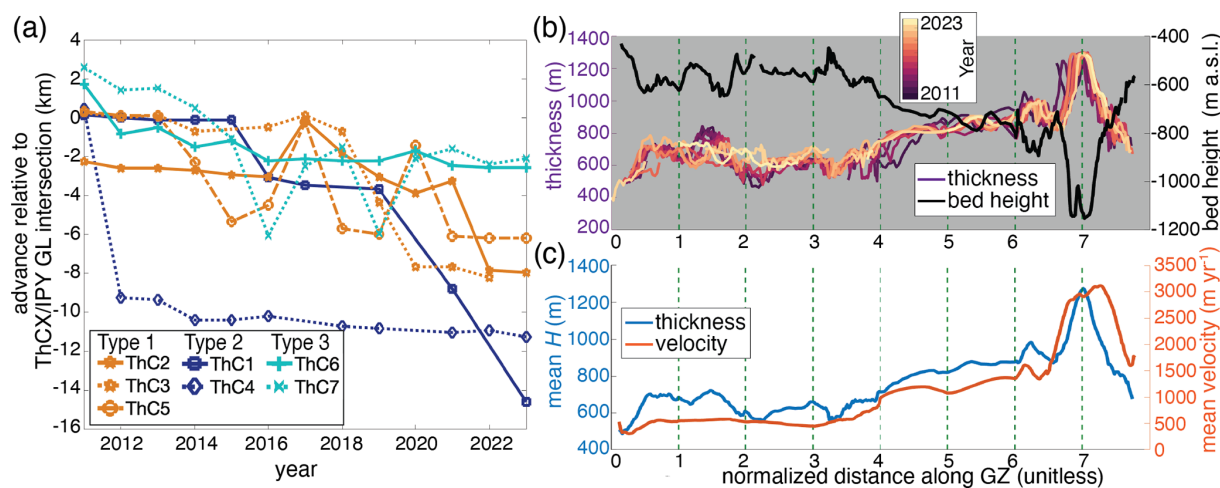 (a)
4
2
0
-2
-4
-6
-8
-10
-12
-14
-16
advance relative to
ThCX/IPY GL intersection (km)
Type 1 Type 2 Type 3
ThC2 ThC1 ThC6
ThC3 ThC4 ThC7
ThC5
2012 2014 2016 2018 2020 2022
year
(b)
1400
1200
1000
800
600
400
200
thickness (m)
2023
Year
2011
-400
-600
-800
-1000
-1200
bed height (m a.s.l.)
thickness
bed height
0 1 2 3 4 5 6 7
(c)
1400
1200
1000
800
600
400
mean H (m)
thickness
velocity
3500
3000
2500
2000
1500
1000
500
0
mean velocity (m yr-1)
0 1 2 3 4 5 6 7
normalized distance along GZ (unitless)